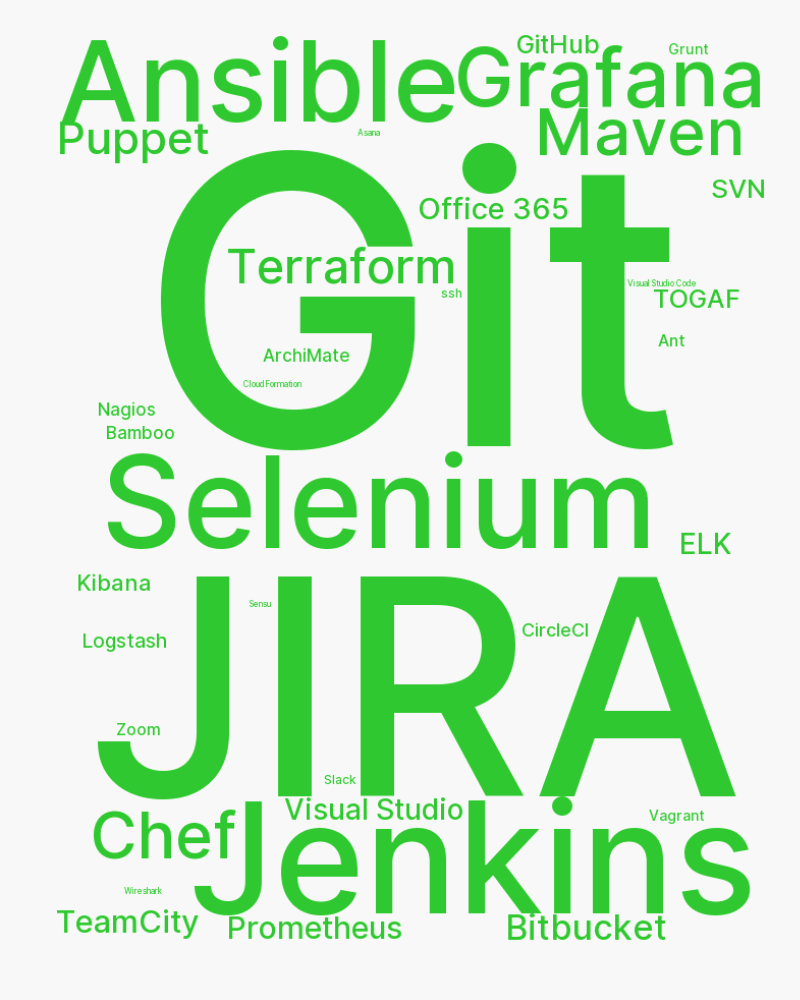 GitHub
Grunt
Ansible
Grafana
Asana
Puppet
Maven
SVN
Office 365
Git
Terraform
Visual Studio Code
ssh
TOGAF
Ant
ArchiMate
CloudFormation
Nagios
Bamboo
Selenium
ELK
Kibana
Sensu
CircleCI
Logstash
JIRA
Zoom
Slack
Visual Studio
Vagrant
Chef
Jenkins
Wireshark
TeamCity
Prometheus
Bitbucket